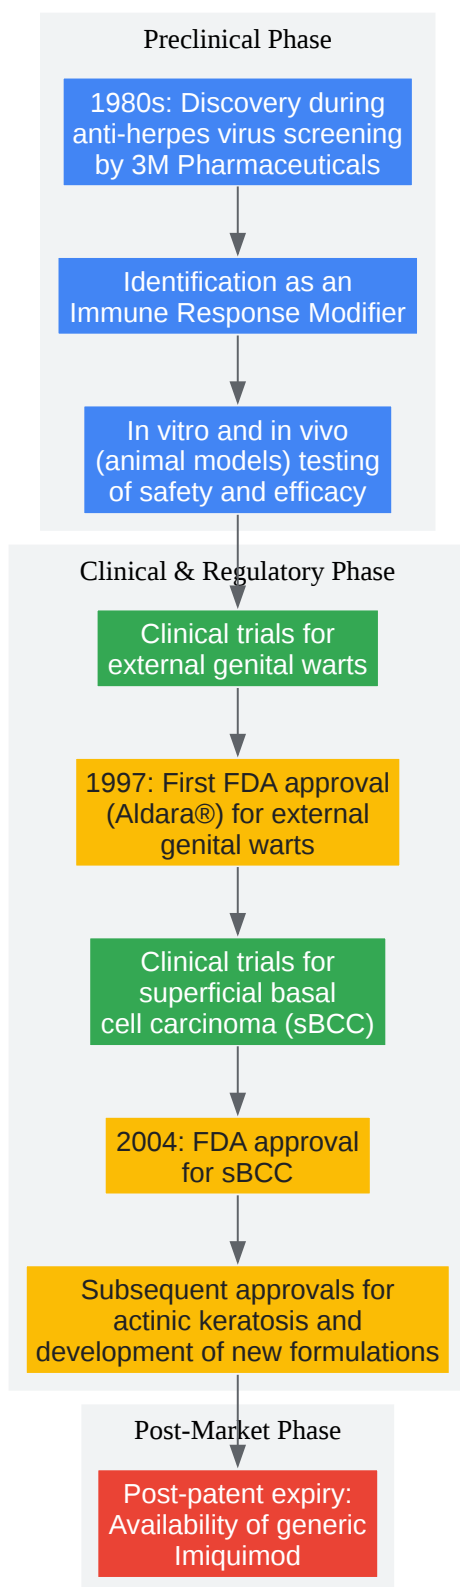 Preclinical Phase
1980s: Discovery during
anti-herpes virus screening
by 3M Pharmaceuticals
Identification as an
Immune Response Modifier
In vitro and in vivo
(animal models) testing
of safety and efficacy
Clinical & Regulatory Phase
Clinical trials for
external genital warts
1997: First FDA approval
(Aldara®) for external
genital warts
Clinical trials for
superficial basal
cell carcinoma (sBCC)
2004: FDA approval
for sBCC
Subsequent approvals for
actinic keratosis and
development of new formulations
Post-Market Phase
Post-patent expiry:
Availability of generic
Imiquimod